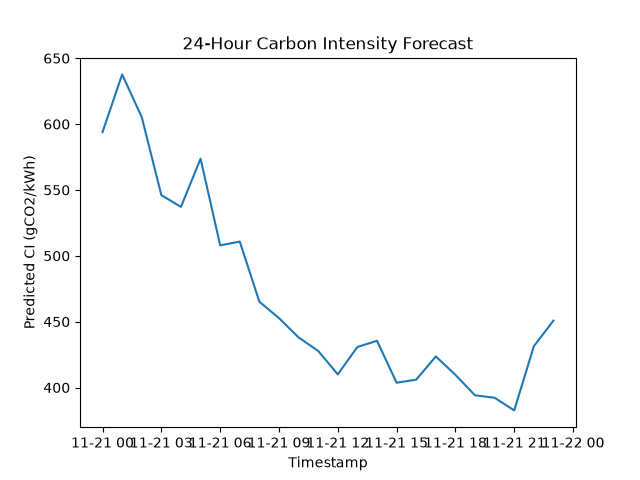 24-Hour Carbon Intensity Forecast
650
600
550
500
450
400
Predicted CI (gCO2/kWh)
11-21 00 11-21 03 11-21 06 11-21 09 11-21 12 11-21 15 11-21 18 11-21 21 11-22 00
Timestamp